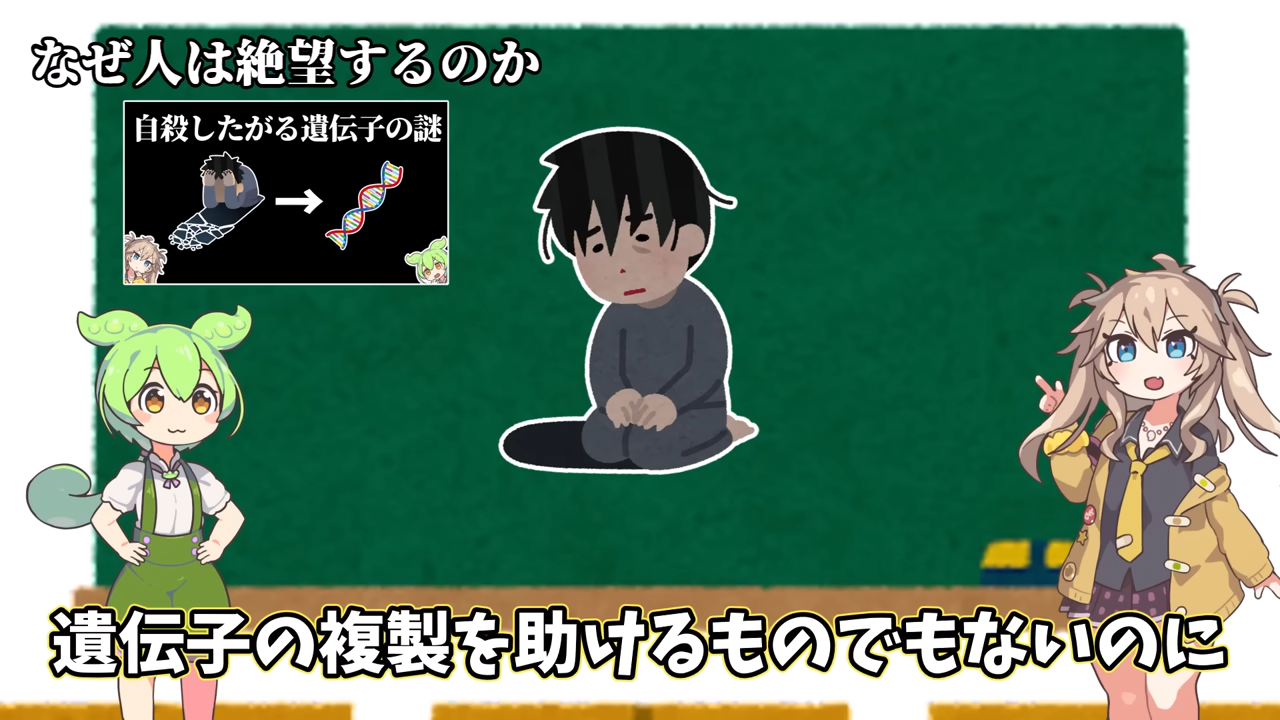 なぜ人は絶望するのか
自殺したがる遺伝子の謎
遺伝子の複製を助けるものでもないのに